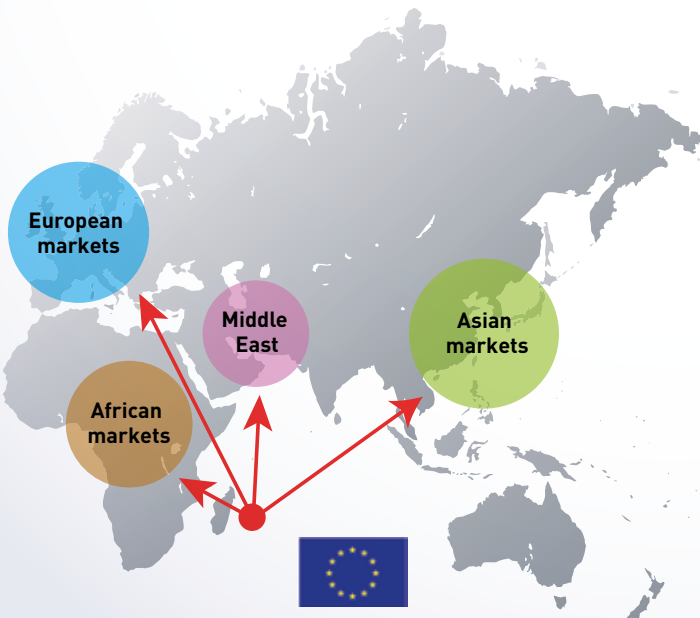 European
markets
Middle
East
Asian
markets
African
markets